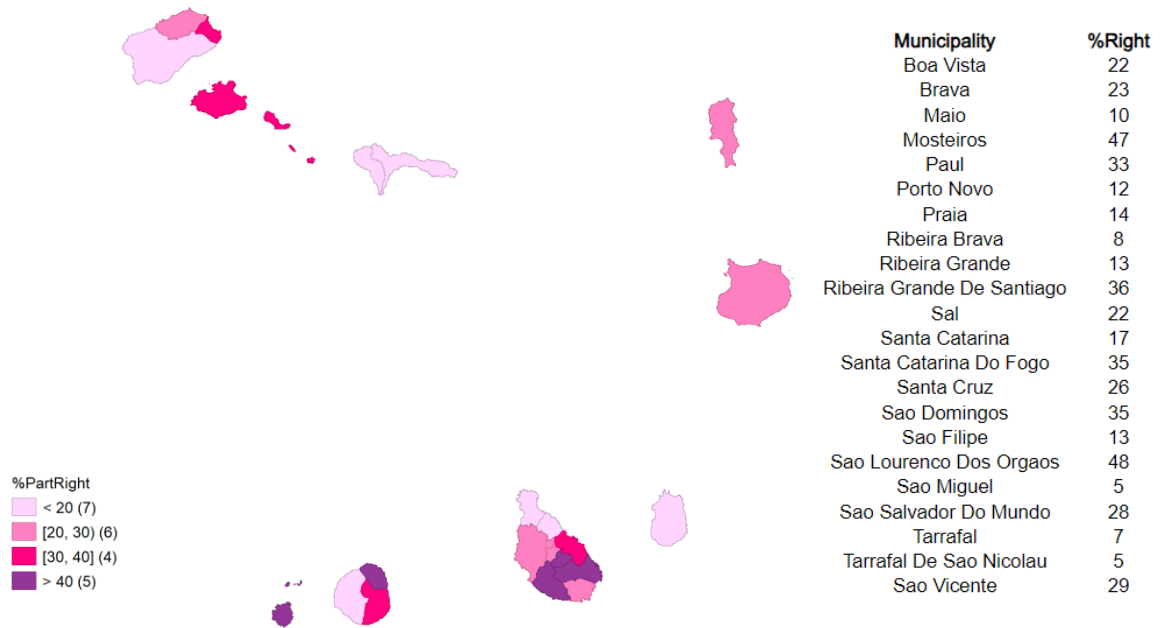 Municipality %Right
Boa Vista 22
Brava 23
Maio 10
Mosteiros 47
Paul 33
Porto Novo 12
Praia 14
Ribeira Brava 8
Ribeira Grande 13
Ribeira Grande De Santiago 36
Sal 22
Santa Catarina 17
Santa Catarina Do Fogo 35
Santa Cruz 26
Sao Domingos 35
Sao Filipe 13
Sao Lourenco Dos Orgaos 48
Sao Miguel 5
Sao Salvador Do Mundo 28
Tarrafal 7
Tarrafal De Sao Nicolau 5
Sao Vicente 29
%PartRight
< 20 (7)
[20, 30) (6)
[30, 40] (4)
> 40 (5)